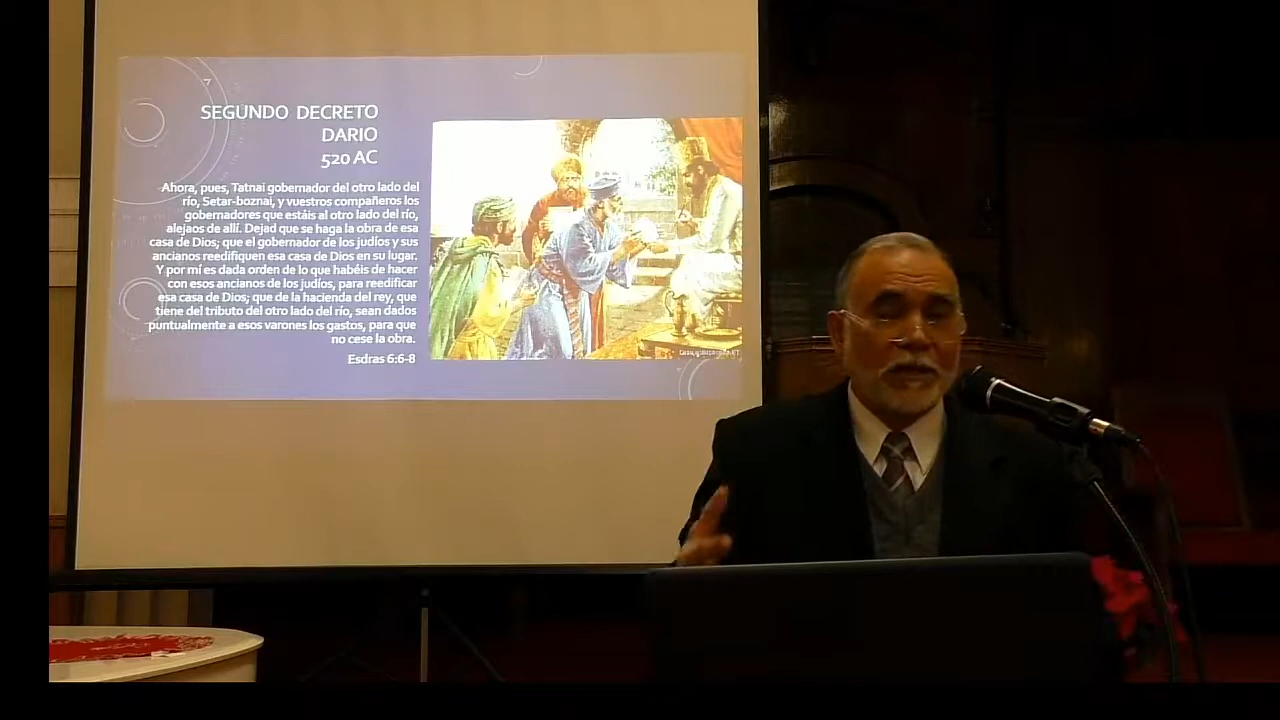 7
SEGUNDO DECRETO
DARIO
520 AC
Ahora, pues, Tatnai gobernador del otro lado del
río, Setar-boznai, y vuestros compañeros los
gobernadores que estáis al otro lado del río,
alejaos de allí. Dejad que se haga la obra de esa
casa de Dios; que el gobernador de los judíos y sus
ancianos reedifiquen esa casa de Dios en su lugar.
Y por mí es dada orden de lo que habéis de hacer
con esos ancianos de los judíos, para reedificar
esa casa de Dios; que de la hacienda del rey, que
tiene del tributo del otro lado del río, sean dados
puntualmente a esos varones los gastos, para que
no cese la obra.
Esdras 6:6-8